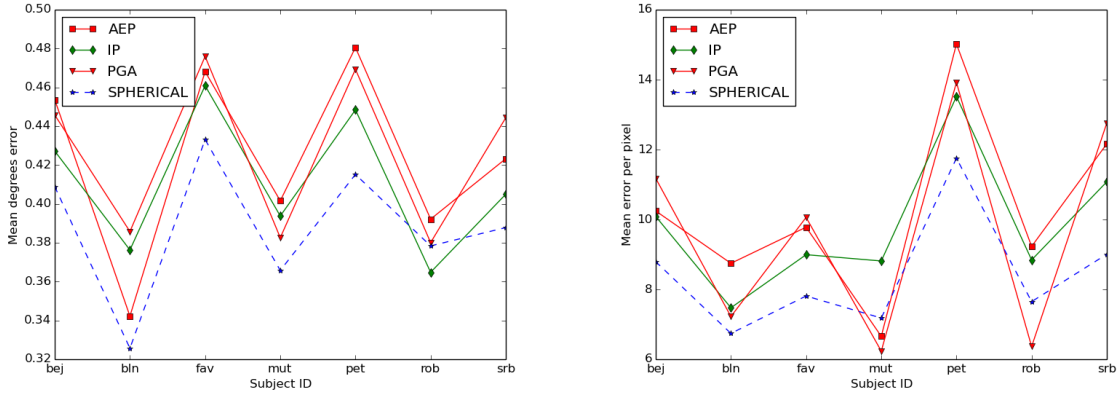 0.50
0.48
0.46
0.44
0.42
0.40
0.38
0.36
0.34
0.32
Mean degrees error
AEP
IP
PGA
SPHERICAL
bej bln fav mut pet rob srb
Subject ID
16
14
12
10
8
6
Mean error per pixel
AEP
IP
PGA
SPHERICAL
bej bln fav mut pet rob srb
Subject ID